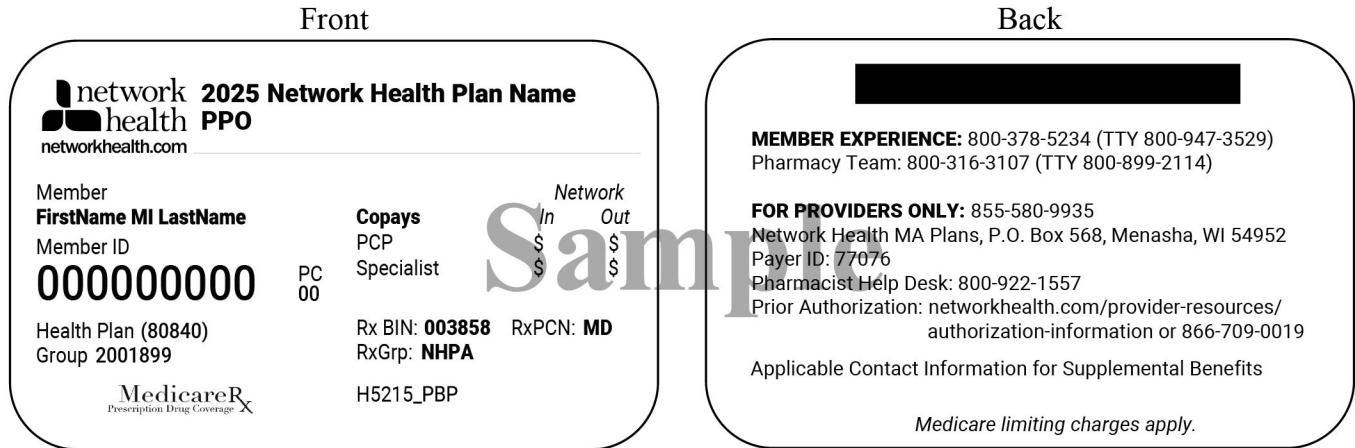 Front
network health
networkhealth.com
2025 Network Health Plan Name
PPO
Member
FirstName MI LastName
Member ID
000000000
PC
00
Health Plan (80840)
Group 2001899
MedicareRx
Prescription Drug Coverage
Network
Copays In Out
PCP $ $
Specialist $ $
Rx BIN: 003858 RxPCN: MD
RxGrp: NHPA
H5215_PBP
Sample
Back
MEMBER EXPERIENCE: 800-378-5234 (TTY 800-947-3529)
Pharmacy Team: 800-316-3107 (TTY 800-899-2114)
FOR PROVIDERS ONLY: 855-580-9935
Network Health MA Plans, P.O. Box 568, Menasha, WI 54952
Payer ID: 77076
Pharmacist Help Desk: 800-922-1557
Prior Authorization: networkhealth.com/provider-resources/
authorization-information or 866-709-0019
Applicable Contact Information for Supplemental Benefits
Medicare limiting charges apply.